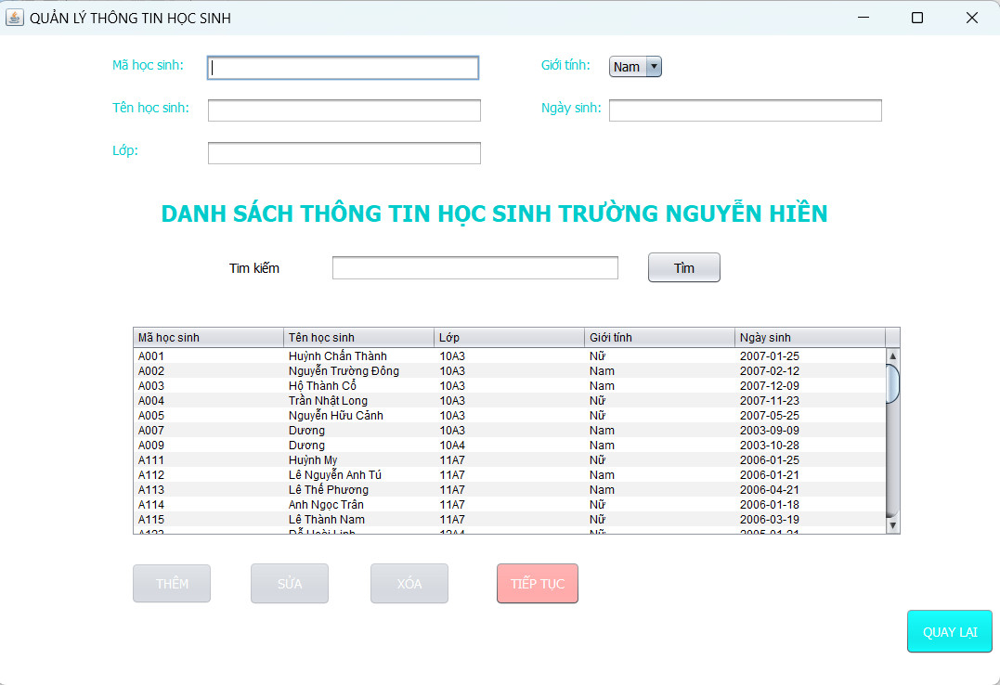 QUẢN LÝ THÔNG TIN HỌC SINH
Mã học sinh: Giới tính: Nam
Tên học sinh: Ngày sinh:
Lớp:
DANH SÁCH THÔNG TIN HỌC SINH TRƯỜNG NGUYỄN HIỀN
Tìm kiếm Tìm
Mã học sinh Tên học sinh Lớp Giới tính Ngày sinh
A001 Huỳnh Chấn Thành 10A3 Nữ 2007-01-25
A002 Nguyễn Trường Đông 10A3 Nam 2007-02-12
A003 Hộ Thành Cổ 10A3 Nam 2007-12-09
A004 Trần Nhật Long 10A3 Nữ 2007-11-23
A005 Nguyễn Hữu Cảnh 10A3 Nữ 2007-05-25
A007 Dương 10A3 Nam 2003-09-09
A009 Dương 10A4 Nam 2003-10-28
A111 Huỳnh My 11A7 Nữ 2006-01-25
A112 Lê Nguyễn Anh Tú 11A7 Nam 2006-01-21
A113 Lê Thế Phương 11A7 Nam 2006-04-21
A114 Anh Ngọc Trân 11A7 Nữ 2006-01-18
A115 Lê Thành Nam 11A7 Nữ 2006-03-19
THÊM SỬA XÓA TIẾP TỤC
QUAY LẠI